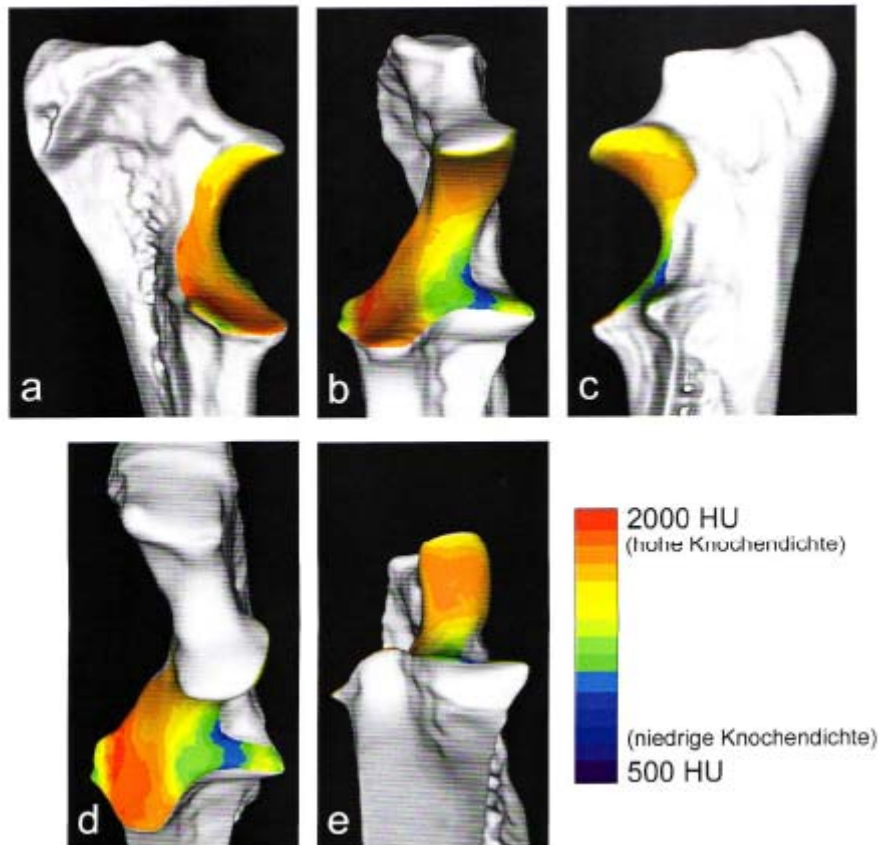 a
b
c
d
e
2000 HU
(hohe Knochendichte)
(niedrige Knochendichte)
500 HU